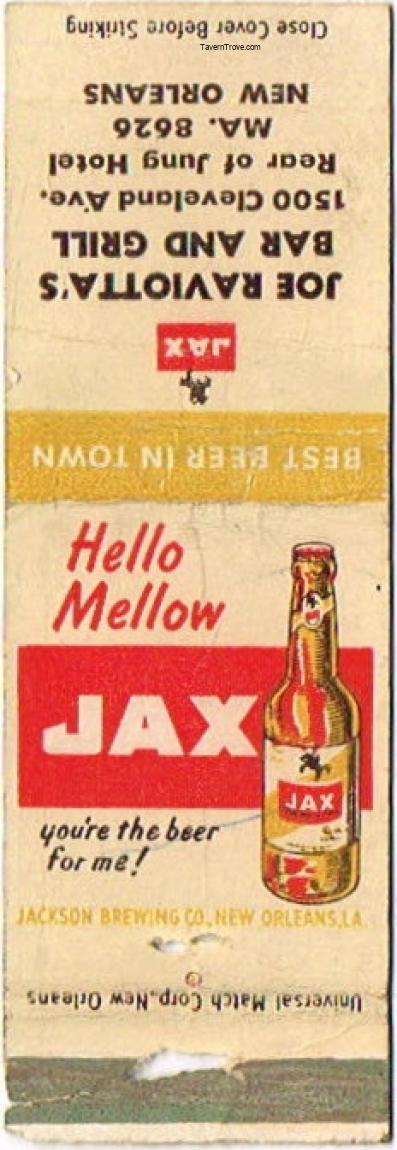 Close Cover Before Striking
TavernTrove.com
JOE RAVIOTTA'S
BAR AND GRILL
1500 Cleveland Ave.
Rear of Jung Hotel
MA. 8626
NEW ORLEANS
JAX
BEST BEER IN TOWN
Hello
Mellow
JAX
JAX
you're the beer
for me!
JACKSON BREWING CO., NEW ORLEANS, LA.
Universal Match Corp., New Orleans